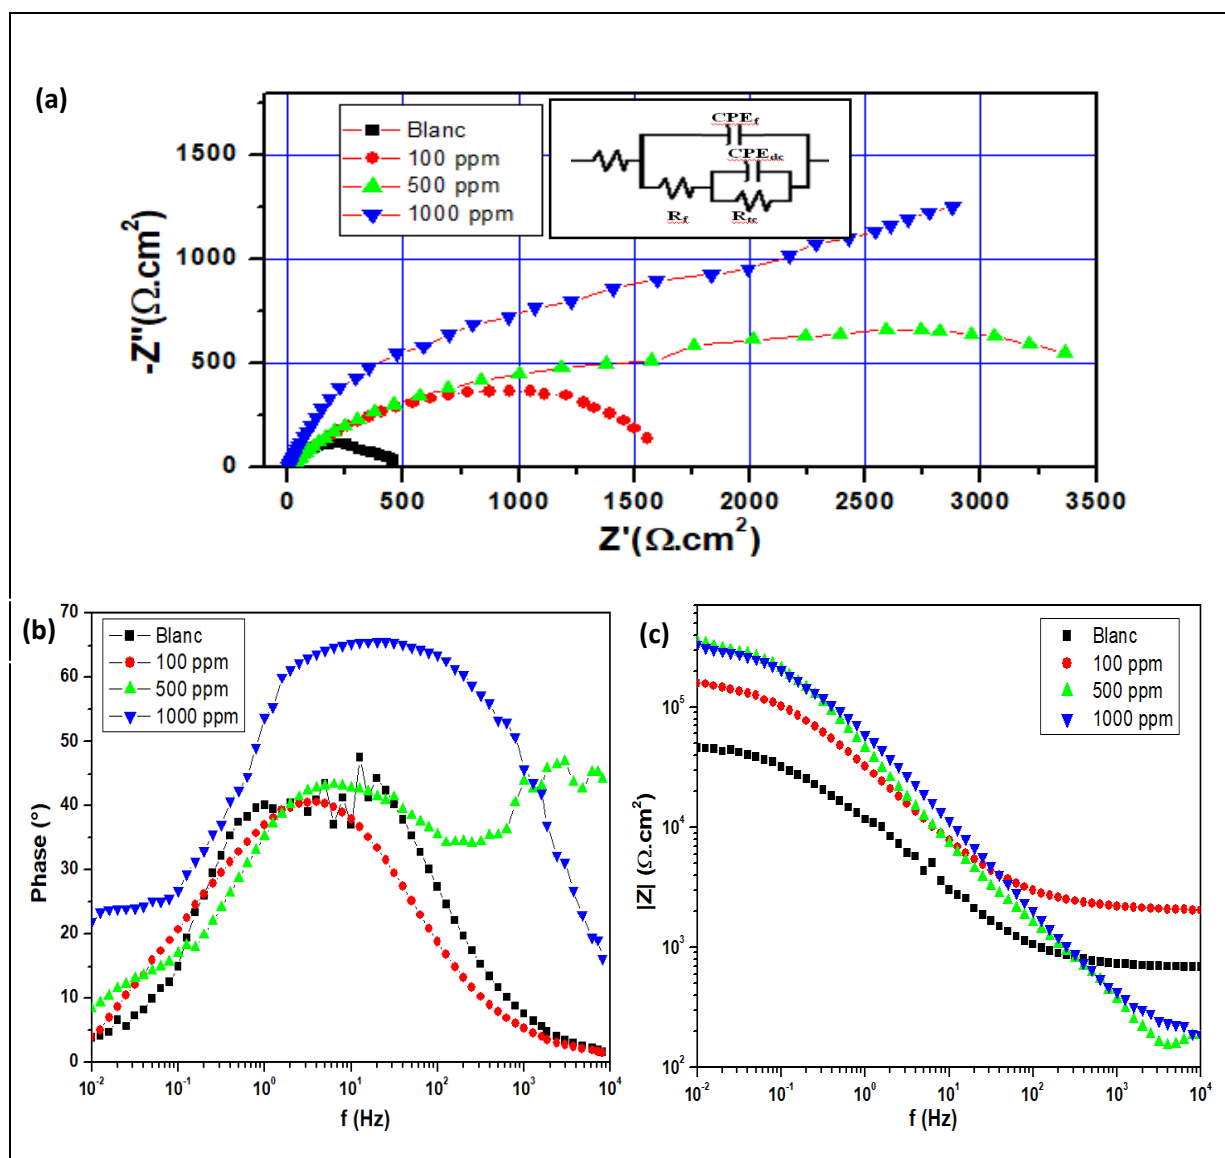 (a)
-Z"(Ω.cm²)
1500
1000
500
0
Blanc
100 ppm
500 ppm
1000 ppm
CPEf
CPEdc
Rf
Rtc
0 500 1000 1500 2000 2500 3000 3500
Z'(Ω.cm²)
(b)
Phase (°)
70
60
50
40
30
20
10
0
Blanc
100 ppm
500 ppm
1000 ppm
10⁻² 10⁻¹ 10⁰ 10¹ 10² 10³ 10⁴
f (Hz)
(c)
|Z| (Ω.cm²)
10⁵
10⁴
10³
10²
Blanc
100 ppm
500 ppm
1000 ppm
10⁻² 10⁻¹ 10⁰ 10¹ 10² 10³ 10⁴
f (Hz)